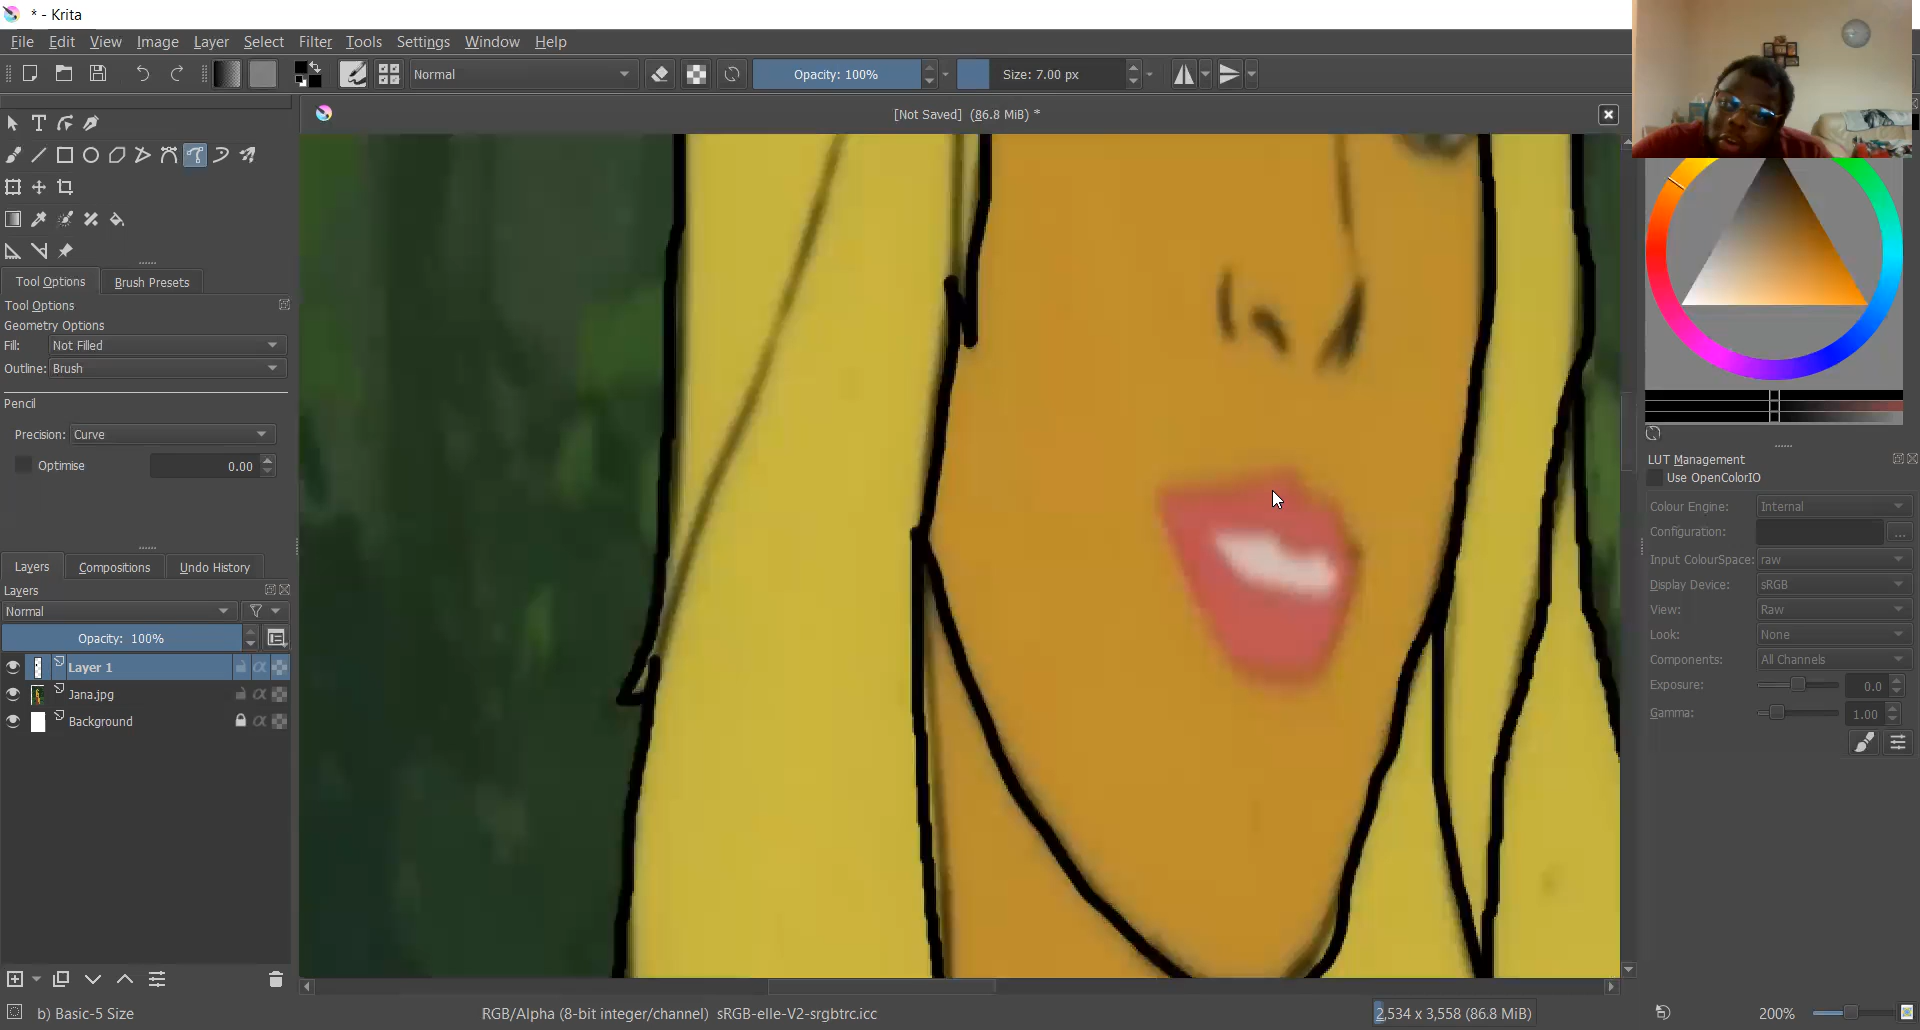 * - Krita
File Edit View Image Layer Select Filter Tools Settings Window Help
Normal Opacity: 100% Size: 7.00 px
[Not Saved] (86.8 MiB) *
Tool Options Brush Presets
Tool Options
Geometry Options
Fill: Not Filled
Outline: Brush
Pencil
Precision: Curve
Optimise 0.00
Layers Compositions Undo History
Layers
Normal
Opacity: 100%
Layer 1
Jana.jpg
Background
LUT Management
Use OpenColorIO
Colour Engine: Internal
Configuration: ...
Input ColourSpace: raw
Display Device: sRGB
View: Raw
Look: None
Components: All Channels
Exposure: 0.0
Gamma: 1.00
b) Basic-5 Size RGB/Alpha (8-bit integer/channel) sRGB-elle-V2-srgbtrc.icc 2,534 x 3,558 (86.8 MiB) 200%